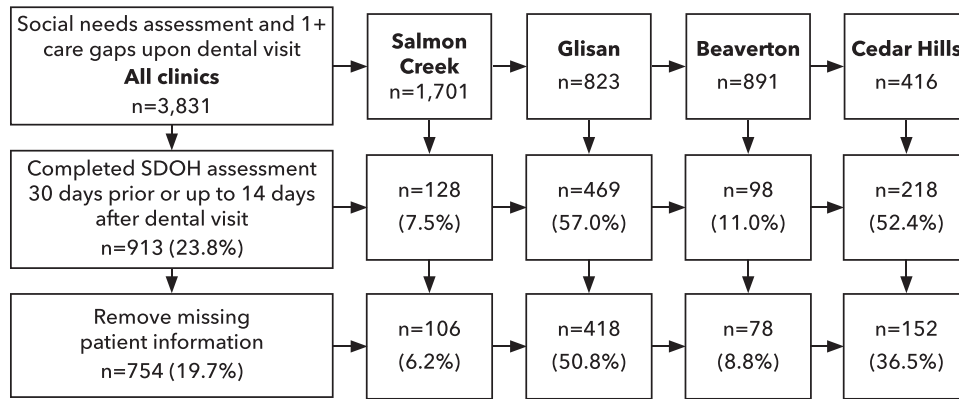 Social needs assessment and 1+
care gaps upon dental visit
All clinics
n=3,831
Salmon
Creek
n=1,701
Glisan
n=823
Beaverton
n=891
Cedar Hills
n=416
Completed SDOH assessment
30 days prior or up to 14 days
after dental visit
n=913 (23.8%)
n=128
(7.5%)
n=469
(57.0%)
n=98
(11.0%)
n=218
(52.4%)
Remove missing
patient information
n=754 (19.7%)
n=106
(6.2%)
n=418
(50.8%)
n=78
(8.8%)
n=152
(36.5%)